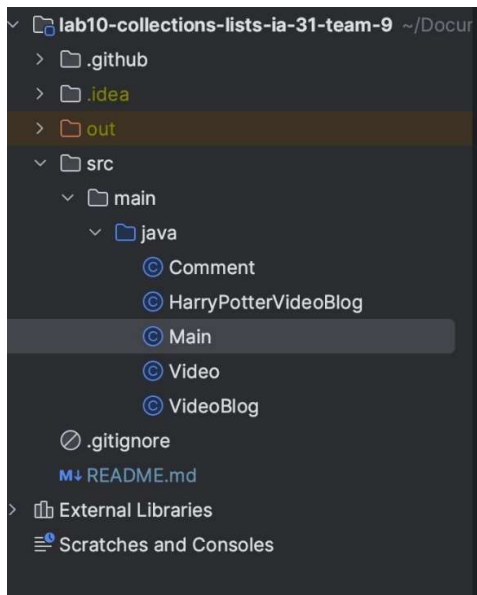 lab10-collections-lists-ia-31-team-9 ~/Docur
.github
.idea
out
src
main
java
Comment
HarryPotterVideoBlog
Main
Video
VideoBlog
.gitignore
M↓ README.md
External Libraries
Scratches and Consoles